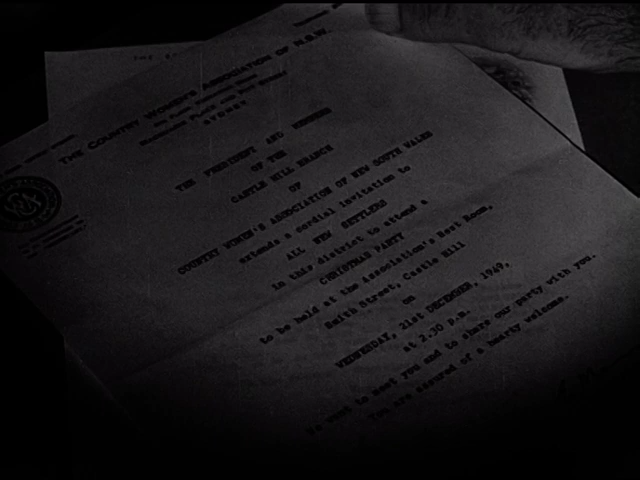 THE COUNTRY WOMEN'S ASSOCIATION OF N.S.W.
SYDNEY
THE PRESIDENT AND MEMBERS
OF THE
CASTLE HILL BRANCH
OF
COUNTRY WOMEN'S ASSOCIATION OF NEW SOUTH WALES
extends a cordial invitation to
ALL NEW SETTLERS
in this district to attend a
CHRISTMAS PARTY
to be held at the Association's Rest Room,
Smith Street, Castle Hill
on
WEDNESDAY, 21st DECEMBER, 1949,
at 2.30 p.m.
We want to meet you and to share our party with you.
You are assured of a hearty welcome.